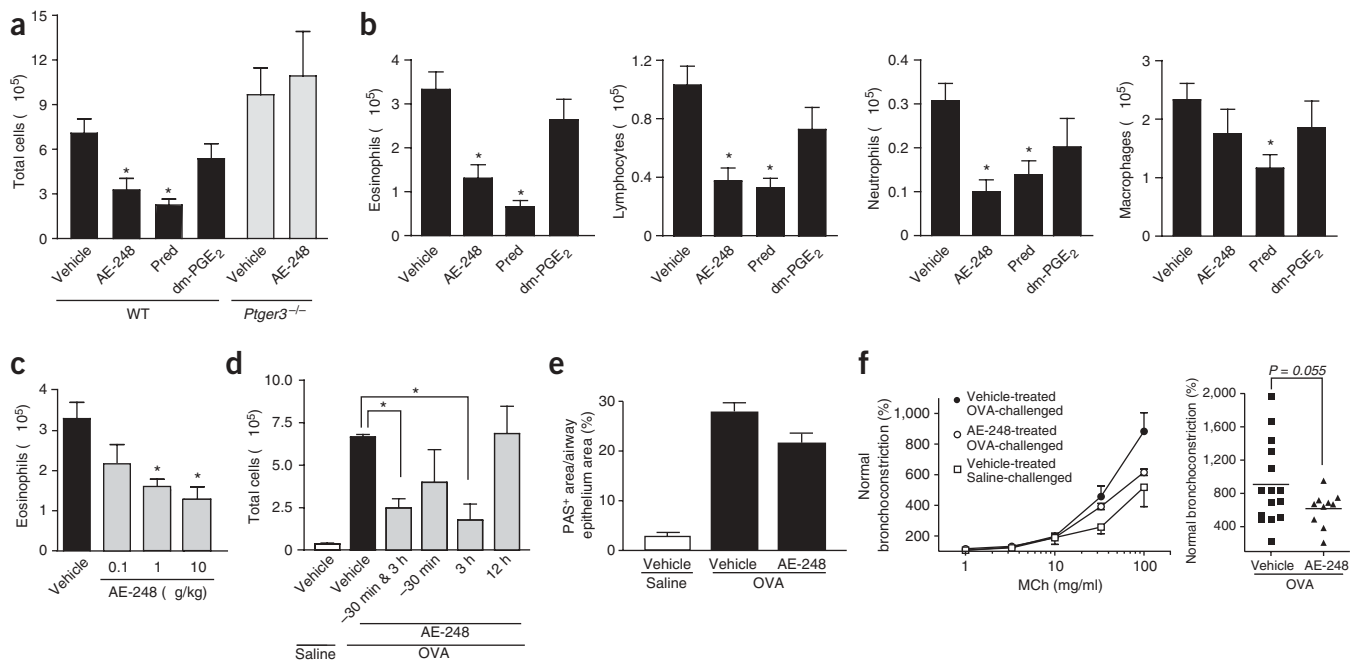 a
Total cells ( 10⁵)
15
12
9
6
3
0
Vehicle
AE-248
Pred
dm-PGE₂
Vehicle
AE-248
WT
Ptger3⁻/⁻
*
*
b
Eosinophils ( 10⁵)
4
3
2
1
0
*
*
Vehicle
AE-248
Pred
dm-PGE₂
Lymphocytes ( 10⁵)
1.2
0.8
0.4
0
*
*
Vehicle
AE-248
Pred
dm-PGE₂
Neutrophils ( 10⁵)
0.4
0.3
0.2
0.1
0
*
*
Vehicle
AE-248
Pred
dm-PGE₂
Macrophages ( 10⁵)
4
3
2
1
0
*
Vehicle
AE-248
Pred
dm-PGE₂
c
Eosinophils ( 10⁵)
4
3
2
1
0
*
*
Vehicle
0.1 1 10
AE-248 ( g/kg)
d
Total cells ( 10⁵)
10.0
7.5
5.0
2.5
0
*
*
Vehicle
Vehicle
–30 min & 3 h
–30 min
3 h
12 h
AE-248
Saline
OVA
e
PAS⁺ area/airway
epithelium area (%)
30
20
10
0
Vehicle Vehicle AE-248
Saline OVA
f
Normal
bronchoconstriction (%)
1,000
800
600
400
200
Vehicle-treated
OVA-challenged
AE-248-treated
OVA-challenged
Vehicle-treated
Saline-challenged
1 10 100
MCh (mg/ml)
Normal bronchoconstriction (%)
P = 0.055
2,000
1,600
1,200
800
400
Vehicle AE-248
OVA